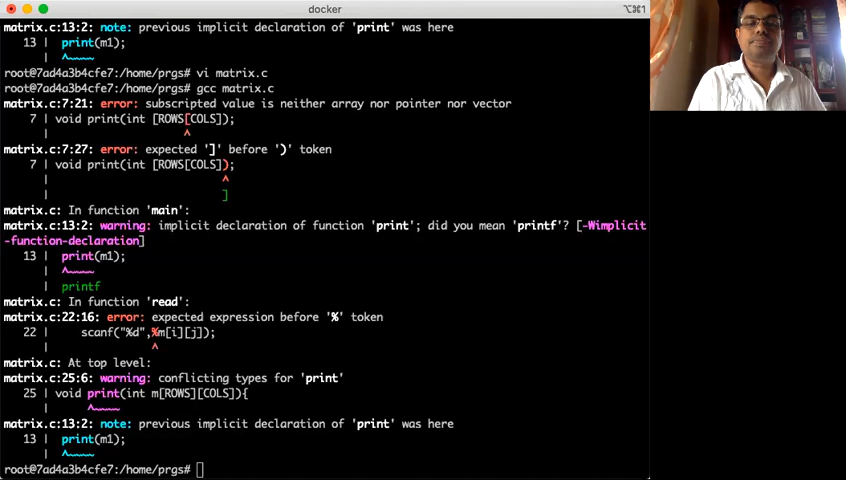 docker
⌥⌘1
matrix.c:13:2: note: previous implicit declaration of 'print' was here
13 | print(m1);
| ^~~~~
root@7ad4a3b4cfe7:/home/prgs# vi matrix.c
root@7ad4a3b4cfe7:/home/prgs# gcc matrix.c
matrix.c:7:21: error: subscripted value is neither array nor pointer nor vector
7 | void print(int [ROWS[COLS]);
| ^
matrix.c:7:27: error: expected ']' before ')' token
7 | void print(int [ROWS[COLS]);
| ^
| ]
matrix.c: In function 'main':
matrix.c:13:2: warning: implicit declaration of function 'print'; did you mean 'printf'? [-Wimplicit
-function-declaration]
13 | print(m1);
| ^~~~~
| printf
matrix.c: In function 'read':
matrix.c:22:16: error: expected expression before '%' token
22 | scanf("%d",%m[i][j]);
| ^
matrix.c: At top level:
matrix.c:25:6: warning: conflicting types for 'print'
25 | void print(int m[ROWS][COLS]){
| ^~~~~
matrix.c:13:2: note: previous implicit declaration of 'print' was here
13 | print(m1);
| ^~~~~
root@7ad4a3b4cfe7:/home/prgs#